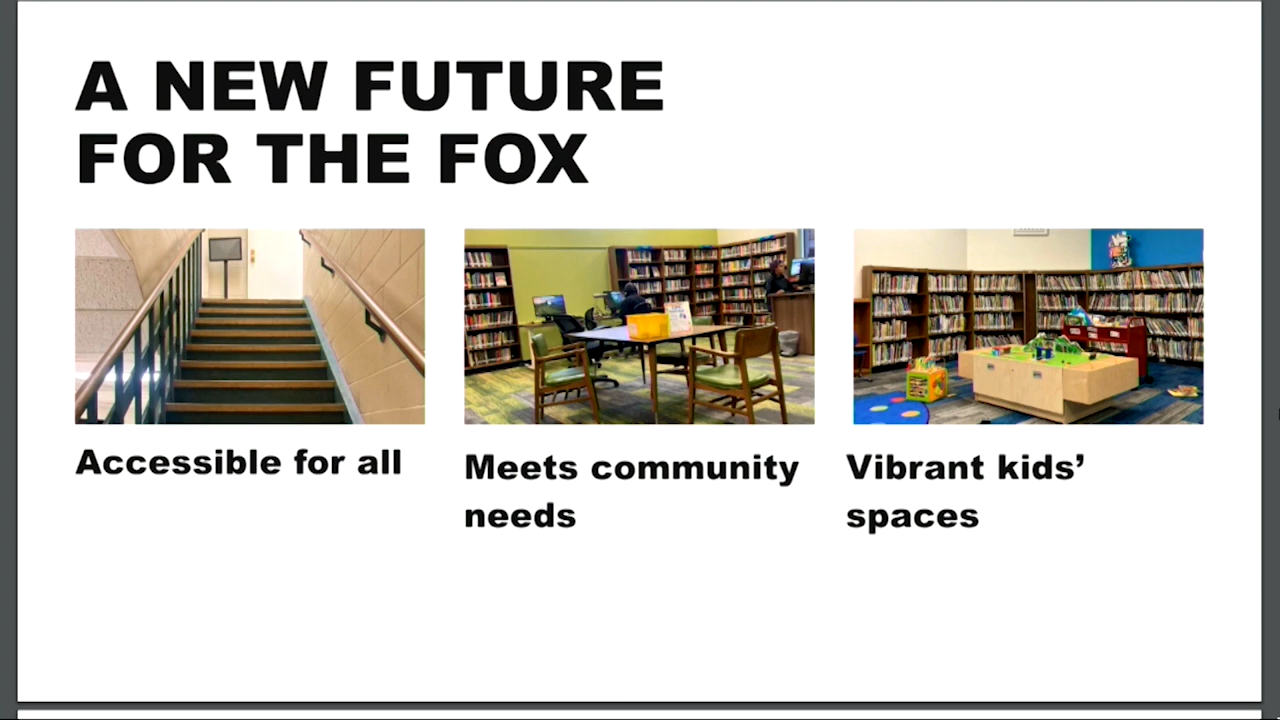 A NEW FUTURE
FOR THE FOX
Accessible for all
Meets community
needs
Vibrant kids’
spaces